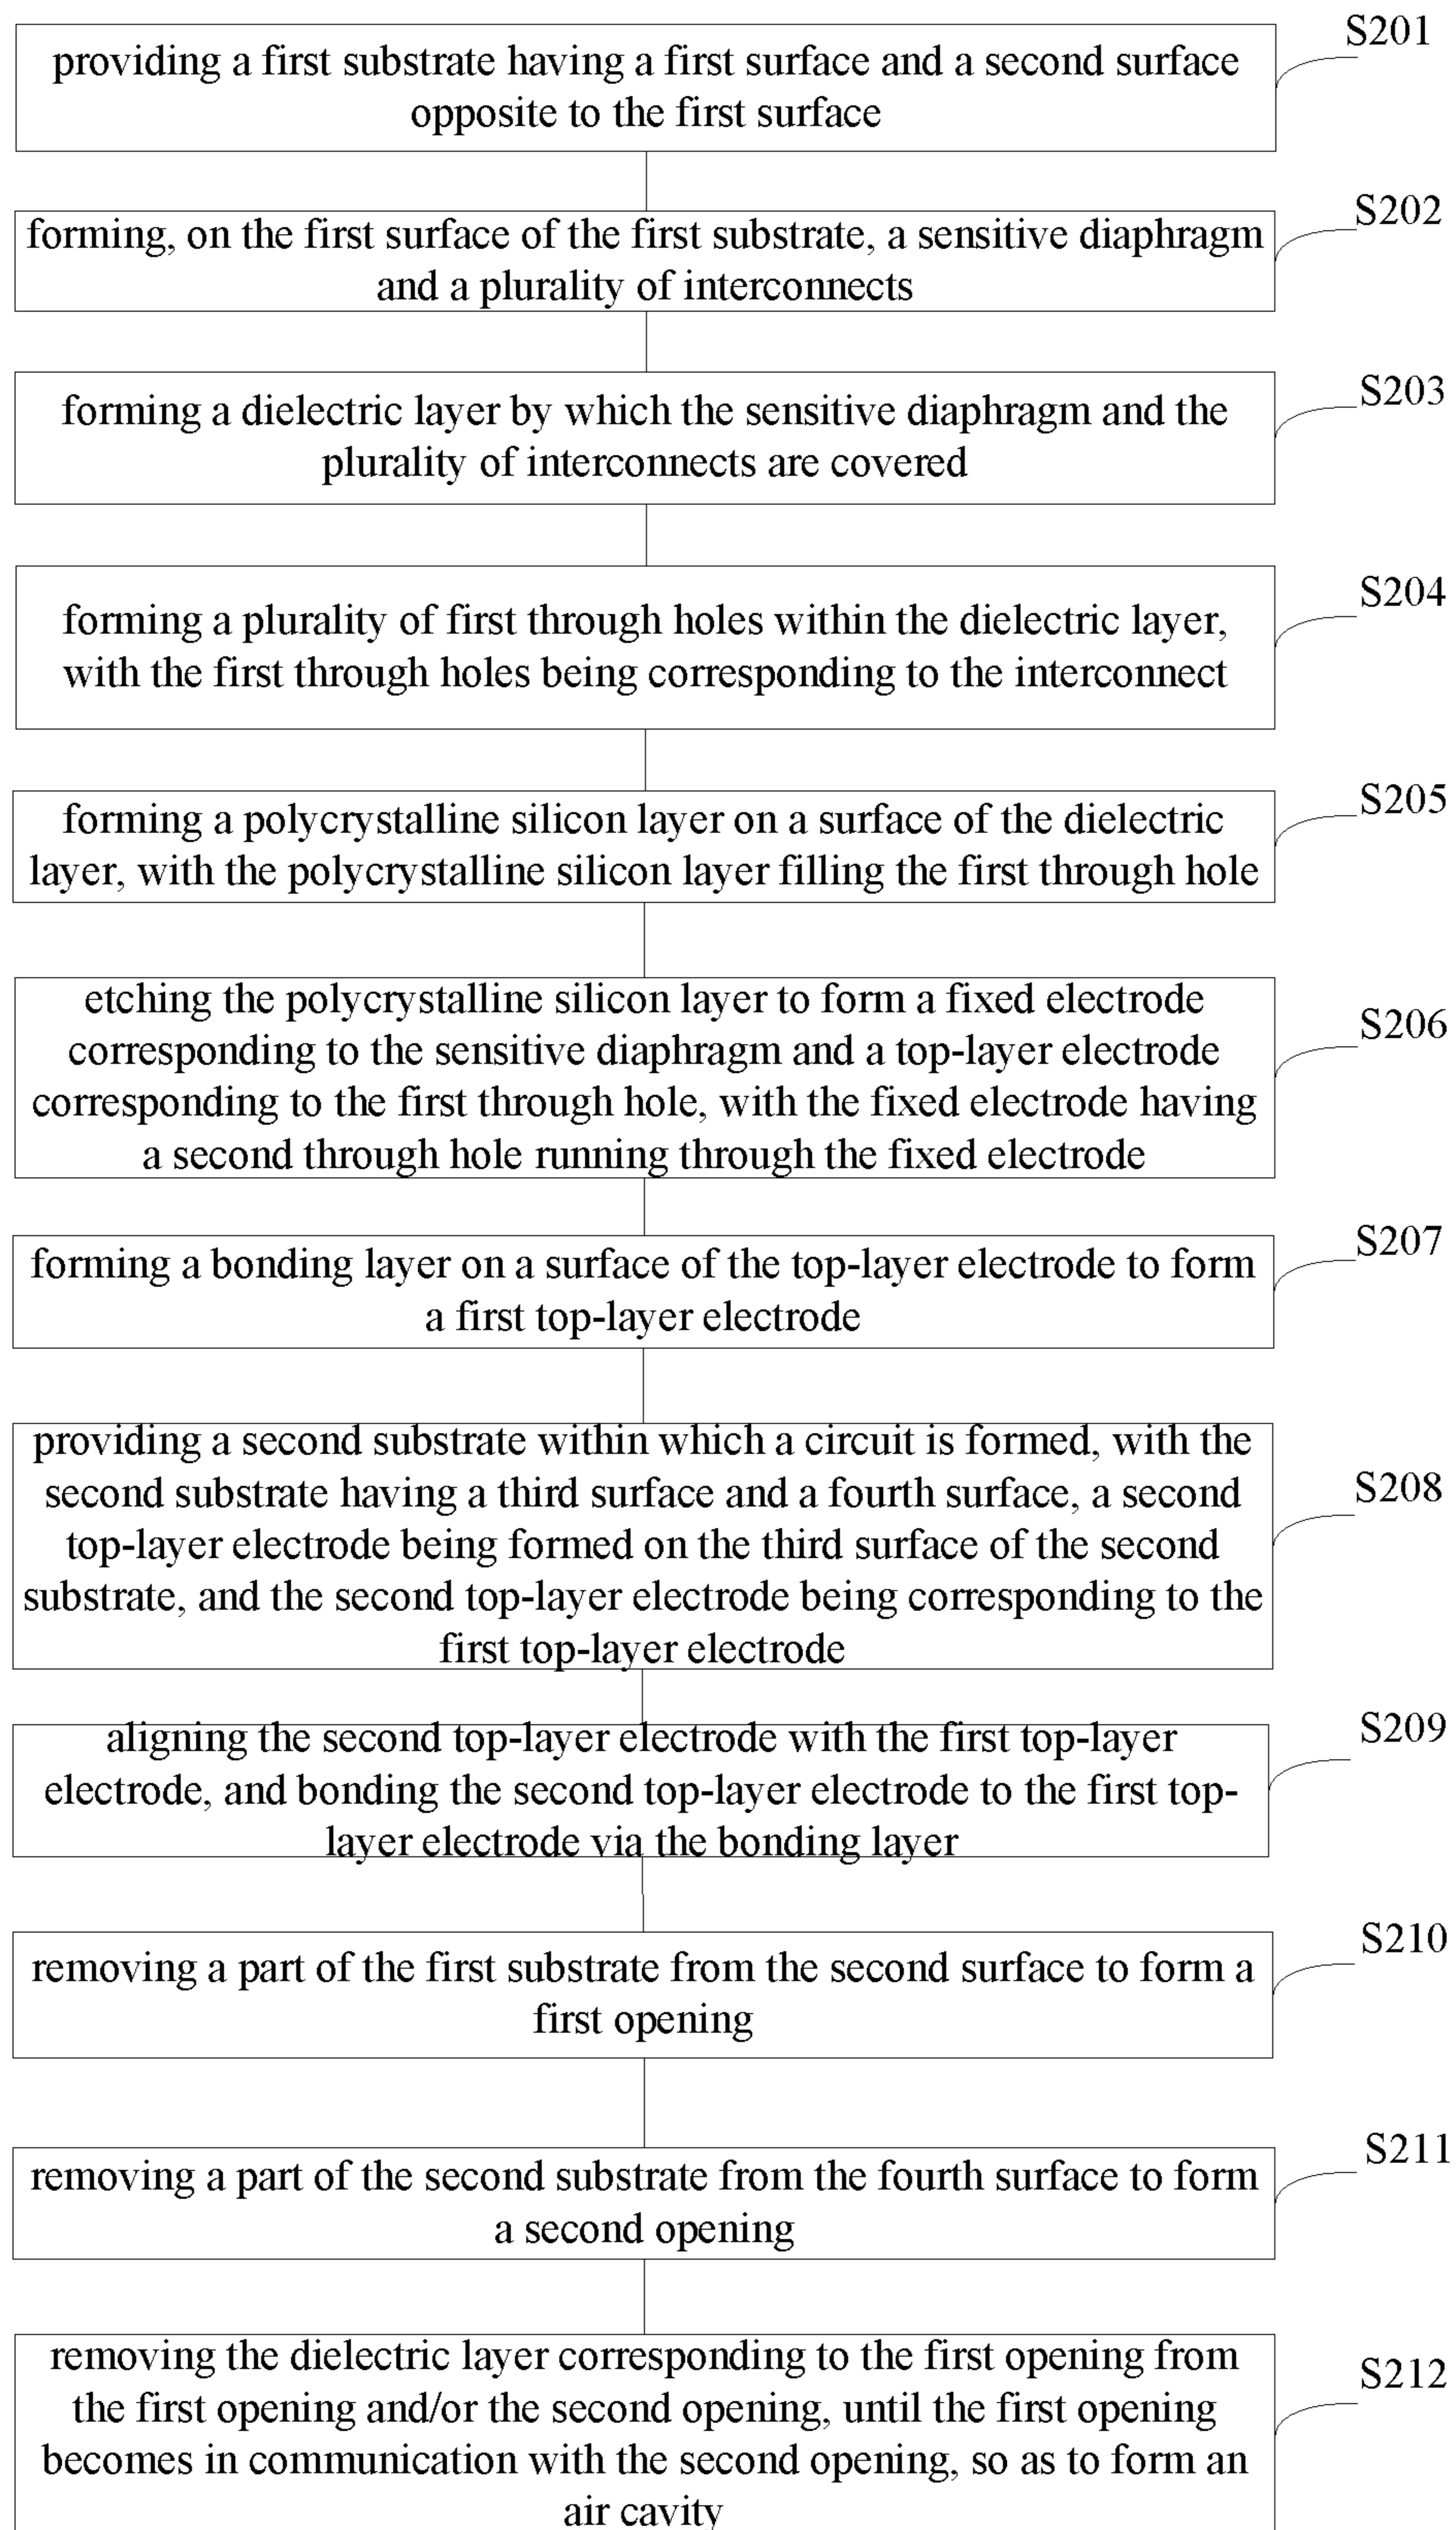 S201
providing a first substrate having a first surface and a second surface
opposite to the first surface
S202
forming, on the first surface of the first substrate, a sensitive diaphragm
and a plurality of interconnects
S203
forming a dielectric layer by which the sensitive diaphragm and the
plurality of interconnects are covered
S204
forming a plurality of first through holes within the dielectric layer,
with the first through holes being corresponding to the interconnect
S205
forming a polycrystalline silicon layer on a surface of the dielectric
layer, with the polycrystalline silicon layer filling the first through hole
S206
etching the polycrystalline silicon layer to form a fixed electrode
corresponding to the sensitive diaphragm and a top-layer electrode
corresponding to the first through hole, with the fixed electrode having
a second through hole running through the fixed electrode
S207
forming a bonding layer on a surface of the top-layer electrode to form
a first top-layer electrode
S208
providing a second substrate within which a circuit is formed, with the
second substrate having a third surface and a fourth surface, a second
top-layer electrode being formed on the third surface of the second
substrate, and the second top-layer electrode being corresponding to the
first top-layer electrode
S209
aligning the second top-layer electrode with the first top-layer
electrode, and bonding the second top-layer electrode to the first top-
layer electrode via the bonding layer
S210
removing a part of the first substrate from the second surface to form a
first opening
S211
removing a part of the second substrate from the fourth surface to form
a second opening
S212
removing the dielectric layer corresponding to the first opening from
the first opening and/or the second opening, until the first opening
becomes in communication with the second opening, so as to form an
air cavity